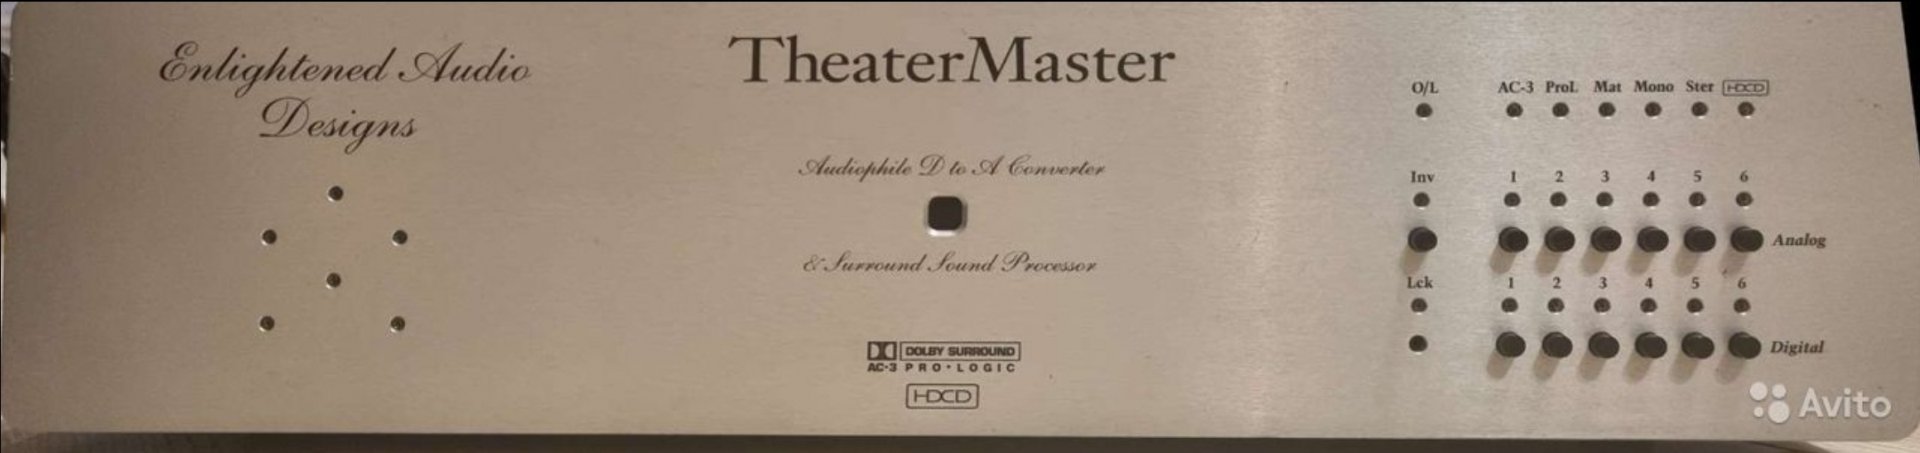 Enlightened Audio
Designs
TheaterMaster
Audiophile D to A Converter
& Surround Sound Processor
DOLBY SURROUND
AC-3 PRO·LOGIC
HDCD
O/L AC-3 ProL Mat Mono Ster HDCD
Inv 1 2 3 4 5 6
Analog
Lck 1 2 3 4 5 6
Digital
Avito